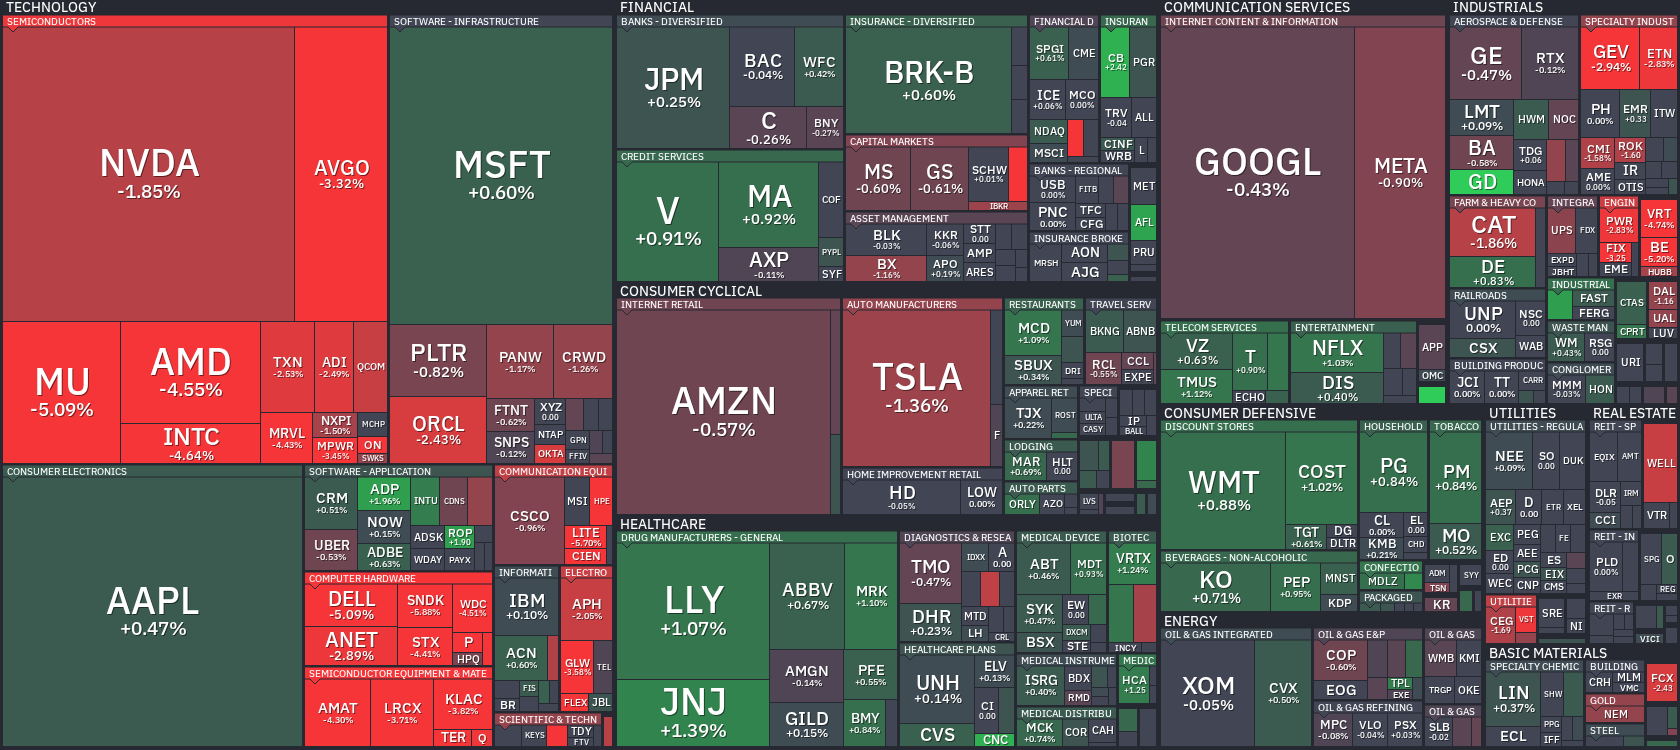 TECHNOLOGY
SEMICONDUCTORS
NVDA
-1.85%
AVGO
-3.32%
MU
-5.09%
AMD
-4.55%
INTC
-4.64%
TXN
-2.53%
ADI
-2.49%
QCOM
MRVL
-4.43%
NXPI
-1.50%
MCHP
MPWR
-3.45%
ON
SWKS
SOFTWARE - INFRASTRUCTURE
MSFT
+0.60%
PLTR
-0.82%
PANW
-1.17%
CRWD
-1.26%
ORCL
-2.43%
FTNT
-0.62%
XYZ
0.00
SNPS
-0.12%
NTAP
GPN
OKTA
FFIV
CONSUMER ELECTRONICS
AAPL
+0.47%
SOFTWARE - APPLICATION
CRM
+0.51%
ADP
+1.96%
INTU
CDNS
UBER
-0.53%
NOW
+0.15%
ADSK
ROP
+1.90
ADBE
+0.63%
WDAY
PAYX
COMMUNICATION EQUI
CSCO
-0.96%
MSI
HPE
LITE
-5.70%
CIEN
COMPUTER HARDWARE
DELL
-5.09%
SNDK
-5.88%
WDC
-4.51%
ANET
-2.89%
STX
-4.41%
P
HPQ
INFORMATI
IBM
+0.10%
ACN
+0.60%
FIS
BR
ELECTRO
APH
-2.05%
GLW
-3.58%
TEL
FLEX
JBL
SEMICONDUCTOR EQUIPMENT & MATE
AMAT
-4.30%
LRCX
-3.71%
KLAC
-3.82%
TER
Q
SCIENTIFIC & TECHN
KEYS
TDY
FTV
FINANCIAL
BANKS - DIVERSIFIED
JPM
+0.25%
BAC
-0.04%
WFC
+0.42%
C
-0.26%
BNY
-0.27%
CREDIT SERVICES
V
+0.91%
MA
+0.92%
COF
AXP
-0.11%
PYPL
SYF
INSURANCE - DIVERSIFIED
BRK-B
+0.60%
CAPITAL MARKETS
MS
-0.60%
GS
-0.61%
SCHW
+0.01%
IBKR
ASSET MANAGEMENT
BLK
-0.03%
KKR
-0.06%
STT
0.00
BX
-1.16%
APO
+0.19%
AMP
ARES
FINANCIAL D
SPGI
+0.61%
CME
ICE
+0.06%
MCO
0.00%
NDAQ
MSCI
INSURAN
CB
+2.42
PGR
TRV
-0.04
ALL
CINF
WRB
L
BANKS - REGIONAL
USB
0.00%
FITB
PNC
0.00%
TFC
CFG
MET
AFL
PRU
INSURANCE BROKE
MRSH
AON
AJG
CONSUMER CYCLICAL
INTERNET RETAIL
AMZN
-0.57%
AUTO MANUFACTURERS
TSLA
-1.36%
F
HOME IMPROVEMENT RETAIL
HD
-0.05%
LOW
0.00%
RESTAURANTS
MCD
+1.09%
YUM
SBUX
+0.34%
DRI
TRAVEL SERV
BKNG
ABNB
RCL
-0.55%
CCL
EXPE
APPAREL RET
TJX
+0.22%
ROST
SPECI
ULTA
CASY
IP
BALL
LODGING
MAR
+0.69%
HLT
0.00
AUTO PARTS
ORLY
AZO
LVS
HEALTHCARE
DRUG MANUFACTURERS - GENERAL
LLY
+1.07%
ABBV
+0.67%
MRK
+1.10%
JNJ
+1.39%
AMGN
-0.14%
PFE
+0.55%
GILD
+0.15%
BMY
+0.84%
DIAGNOSTICS & RESEA
TMO
-0.47%
IDXX
A
0.00
DHR
+0.23%
MTD
LH
CRL
HEALTHCARE PLANS
UNH
+0.14%
ELV
+0.13%
CI
0.00
CVS
CNC
MEDICAL DEVICE
ABT
+0.46%
MDT
+0.93%
SYK
+0.47%
EW
0.00
DXCM
BSX
STE
BIOTEC
VRTX
+1.24%
INCY
MEDICAL INSTRUME
ISRG
+0.40%
BDX
RMD
MEDIC
HCA
+1.25
MEDICAL DISTRIBU
MCK
+0.74%
COR
CAH
COMMUNICATION SERVICES
INTERNET CONTENT & INFORMATION
GOOGL
-0.43%
META
-0.90%
TELECOM SERVICES
VZ
+0.63%
T
+0.90%
TMUS
+1.12%
ECHO
ENTERTAINMENT
NFLX
+1.03%
DIS
+0.40%
APP
OMC
INDUSTRIALS
AEROSPACE & DEFENSE
GE
-0.47%
RTX
-0.12%
LMT
+0.09%
HWM
NOC
BA
-0.58%
TDG
+0.06
GD
HONA
SPECIALTY INDUST
GEV
-2.94%
ETN
-2.83%
PH
0.00%
EMR
+0.33
ITW
CMI
-1.58%
ROK
-1.60
AME
0.00%
IR
OTIS
FARM & HEAVY CO
CAT
-1.86%
DE
+0.83%
INTEGRA
UPS
FDX
EXPD
JBHT
ENGIN
PWR
-2.83%
FIX
-3.25
EME
VRT
-4.74%
BE
-5.20%
HUBB
RAILROADS
UNP
0.00%
NSC
0.00%
CSX
WAB
INDUSTRIAL
FAST
FERG
CTAS
CPRT
DAL
-1.16
UAL
LUV
WASTE MAN
WM
+0.43%
RSG
0.00
URI
BUILDING PRODUC
JCI
0.00%
TT
0.00%
CARR
CONGLOMER
MMM
-0.03%
HON
CONSUMER DEFENSIVE
DISCOUNT STORES
WMT
+0.88%
COST
+1.02%
TGT
+0.61%
DG
DLTR
HOUSEHOLD
PG
+0.84%
CL
0.00%
EL
0.00
KMB
+0.21%
CHD
TOBACCO
PM
+0.84%
MO
+0.52%
BEVERAGES - NON-ALCOHOLIC
KO
+0.71%
PEP
+0.95%
MNST
KDP
CONFECTIO
MDLZ
PACKAGED
ADM
TSN
SYY
KR
ENERGY
OIL & GAS INTEGRATED
XOM
-0.05%
CVX
+0.50%
OIL & GAS E&P
COP
-0.60%
EOG
TPL
EXE
OIL & GAS
WMB
KMI
TRGP
OKE
OIL & GAS REFINING
MPC
-0.08%
VLO
-0.04%
PSX
+0.03%
OIL & GAS
SLB
-0.02
UTILITIES
UTILITIES - REGULA
NEE
+0.09%
SO
0.00
DUK
AEP
+0.37
D
0.00
ETR
XEL
EXC
PEG
FE
ED
0.00
AEE
PCG
ES
EIX
WEC
CNP
CMS
UTILITIE
CEG
-1.69
VST
SRE
NI
REAL ESTATE
REIT - SP
EQIX
AMT
WELL
DLR
-0.05
IRM
CCI
VTR
REIT - IN
PLD
0.00%
EXR
SPG
O
REG
REIT - R
VICI
BASIC MATERIALS
SPECIALTY CHEMIC
LIN
+0.37%
SHW
PPG
ECL
IFF
BUILDING
CRH
MLM
VMC
FCX
-2.43
GOLD
NEM
STEEL